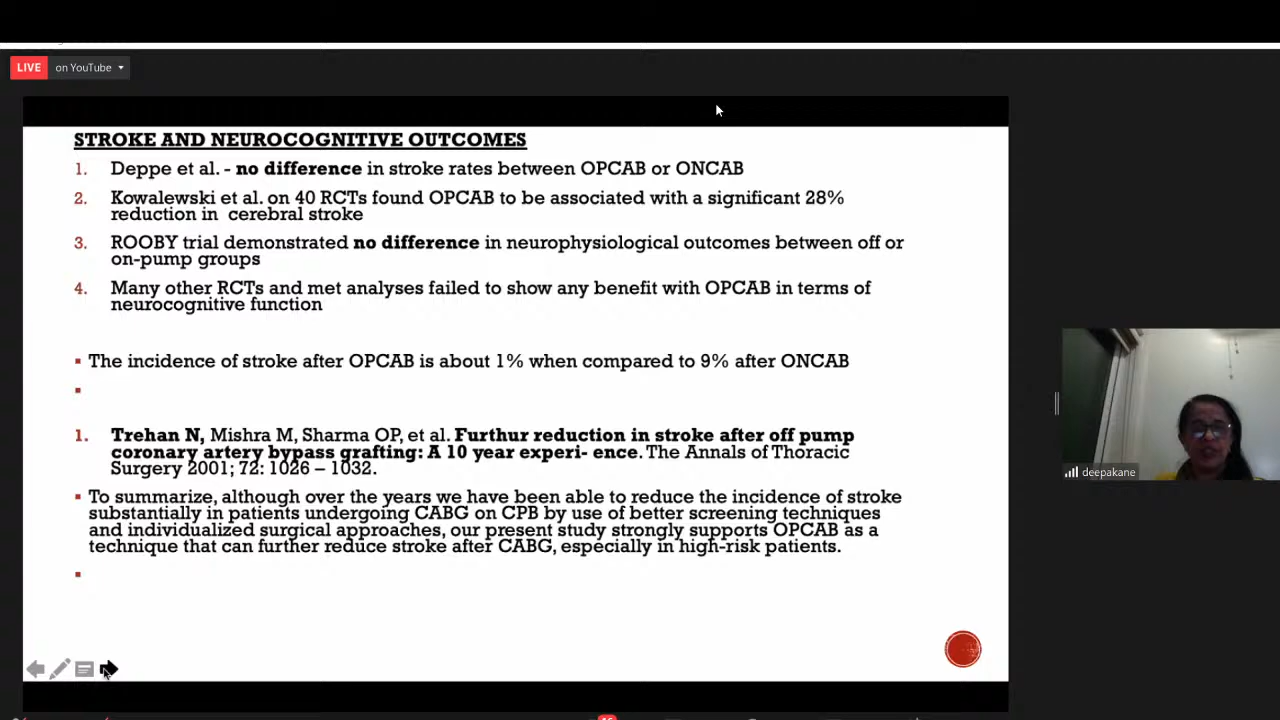 LIVE on YouTube
STROKE AND NEUROCOGNITIVE OUTCOMES
1. Deppe et al. - no difference in stroke rates between OPCAB or ONCAB
2. Kowalewski et al. on 40 RCTs found OPCAB to be associated with a significant 28%
reduction in cerebral stroke
3. ROOBY trial demonstrated no difference in neurophysiological outcomes between off or
on-pump groups
4. Many other RCTs and met analyses failed to show any benefit with OPCAB in terms of
neurocognitive function
▪ The incidence of stroke after OPCAB is about 1% when compared to 9% after ONCAB
1. Trehan N, Mishra M, Sharma OP, et al. Furthur reduction in stroke after off pump
coronary artery bypass grafting: A 10 year experi- ence. The Annals of Thoracic
Surgery 2001; 72: 1026 – 1032.
▪ To summarize, although over the years we have been able to reduce the incidence of stroke
substantially in patients undergoing CABG on CPB by use of better screening techniques
and individualized surgical approaches, our present study strongly supports OPCAB as a
technique that can further reduce stroke after CABG, especially in high-risk patients.
deepakane